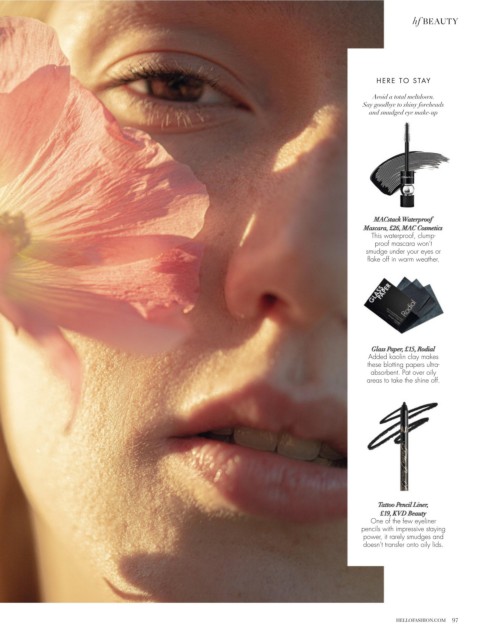 hf BEAUTY
HERE TO STAY
Avoid a total meltdown.
Say goodbye to shiny foreheads
and smudged eye make-up
MACstack Waterproof
Mascara, £26, MAC Cosmetics
This waterproof, clump-
proof mascara won't
smudge under your eyes or
flake off in warm weather.
GLASS
PAPER
Rodial
Glass Paper, £15, Rodial
Added kaolin clay makes
these blotting papers ultra-
absorbent. Pat over oily
areas to take the shine off.
Tattoo Pencil Liner,
£19, KVD Beauty
One of the few eyeliner
pencils with impressive staying
power, it rarely smudges and
doesn't transfer onto oily lids.
HELLOFASHION.COM 97